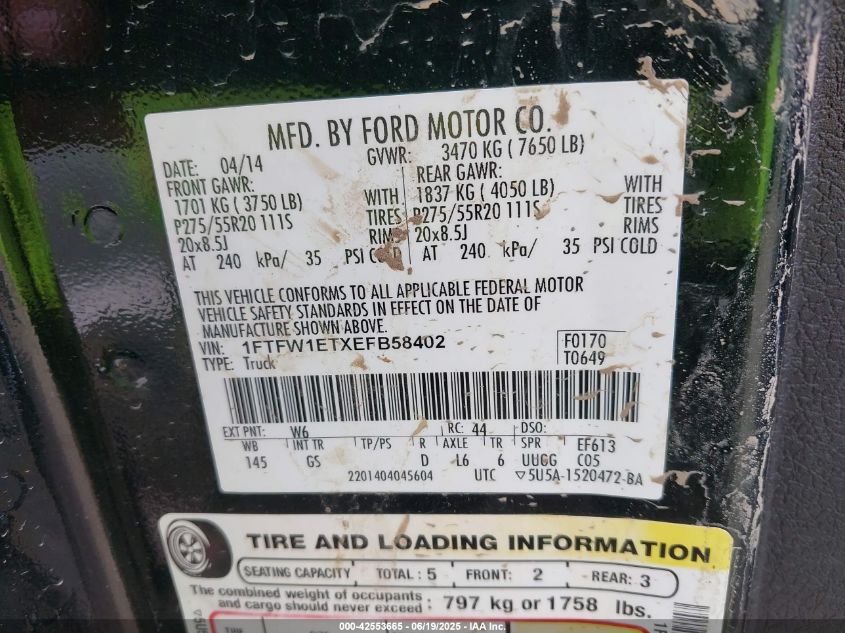 MFD. BY FORD MOTOR CO.
DATE: 04/14 GVWR: 3470 KG ( 7650 LB)
FRONT GAWR: REAR GAWR:
1701 KG ( 3750 LB) WITH 1837 KG ( 4050 LB) WITH
P275/55R20 111S TIRES P275/55R20 111S TIRES
20x8.5J RIMS 20x8.5J RIMS
AT 240 kPa/ 35 PSI COLD AT 240 kPa/ 35 PSI COLD
THIS VEHICLE CONFORMS TO ALL APPLICABLE FEDERAL MOTOR
VEHICLE SAFETY STANDARDS IN EFFECT ON THE DATE OF
MANUFACTURE SHOWN ABOVE.
VIN: 1FTFW1ETXEFB58402 F0170
TYPE: Truck T0649
EXT PNT: W6 RC: 44 DSO:
WB INT TR TP/PS R AXLE TR SPR EF613
145 GS D L6 6 UUGG C05
2201404045604 UTC ▽5U5A-1520472-BA
TIRE AND LOADING INFORMATION
SEATING CAPACITY TOTAL : 5 FRONT: 2 REAR: 3
The combined weight of occupants
and cargo should never exceed : 797 kg or 1758 lbs.
000-42553665 - 06/19/2025 - IAA, Inc.